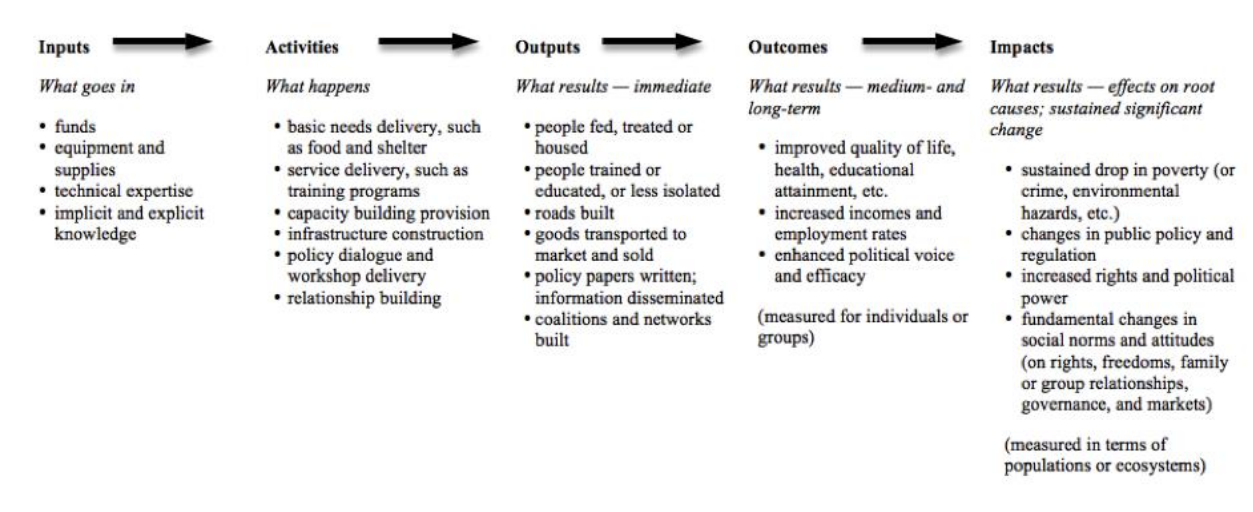 Inputs
What goes in
• funds
• equipment and
supplies
• technical expertise
• implicit and explicit
knowledge
Activities
What happens
• basic needs delivery, such
as food and shelter
• service delivery, such as
training programs
• capacity building provision
• infrastructure construction
• policy dialogue and
workshop delivery
• relationship building
Outputs
What results — immediate
• people fed, treated or
housed
• people trained or
educated, or less isolated
• roads built
• goods transported to
market and sold
• policy papers written;
information disseminated
• coalitions and networks
built
Outcomes
What results — medium- and
long-term
• improved quality of life,
health, educational
attainment, etc.
• increased incomes and
employment rates
• enhanced political voice
and efficacy
(measured for individuals or
groups)
Impacts
What results — effects on root
causes; sustained significant
change
• sustained drop in poverty (or
crime, environmental
hazards, etc.)
• changes in public policy and
regulation
• increased rights and political
power
• fundamental changes in
social norms and attitudes
(on rights, freedoms, family
or group relationships,
governance, and markets)
(measured in terms of
populations or ecosystems)